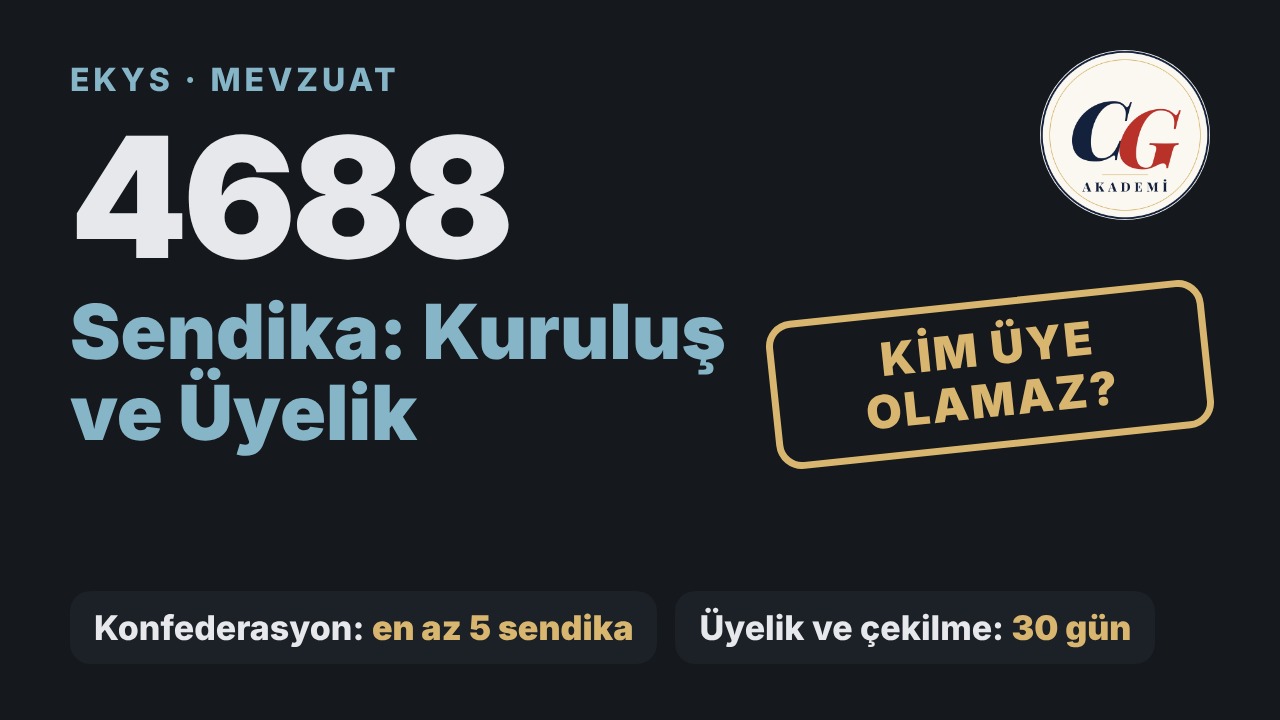 EKYS · MEVZUAT
4688
CG
AKADEMİ
Sendika: Kuruluş
ve Üyelik
KİM ÜYE
OLAMAZ?
Konfederasyon: en az 5 sendika
Üyelik ve çekilme: 30 gün